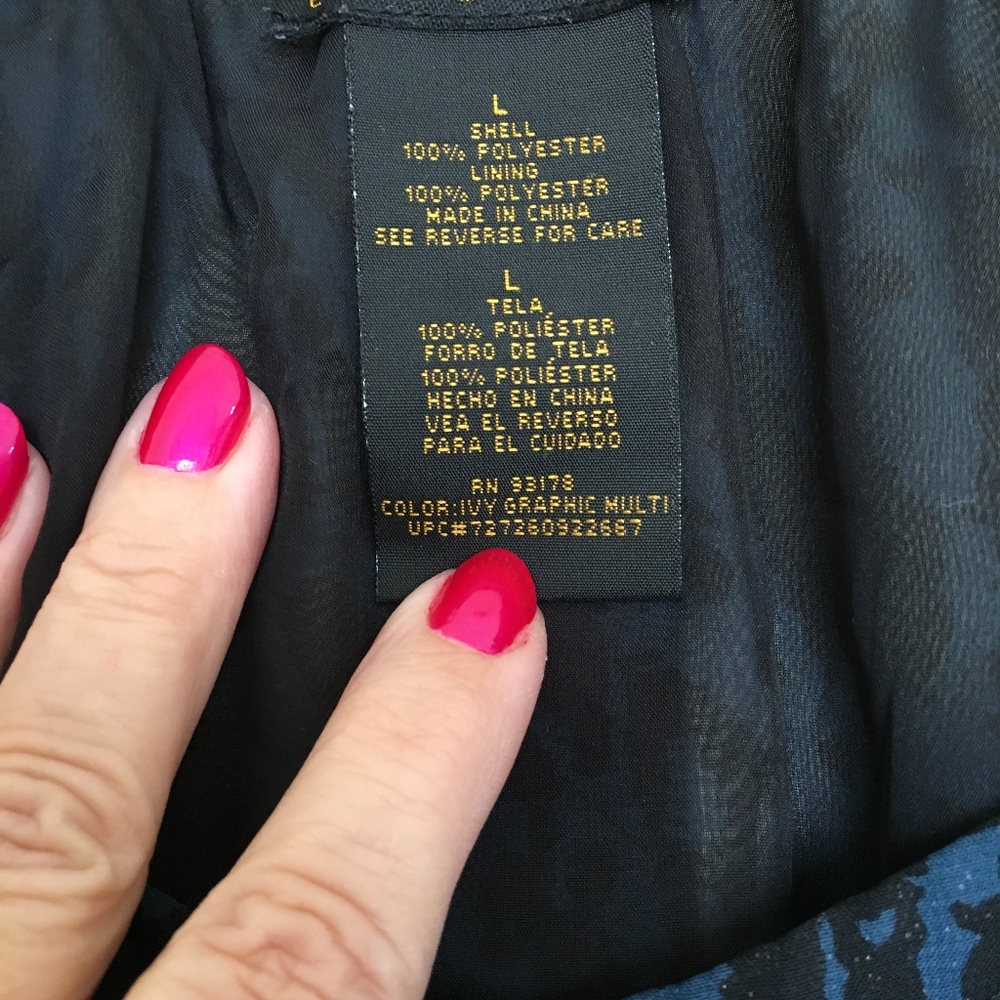 L
SHELL
100% POLYESTER
LINING
100% POLYESTER
MADE IN CHINA
SEE REVERSE FOR CARE
L
TELA
100% POLIÉSTER
FORRO DE TELA
100% POLIÉSTER
HECHO EN CHINA
VEA EL REVERSO
PARA EL CUIDADO
RN 93178
COLOR:IVY GRAPHIC MULTI
UPC#727260922667